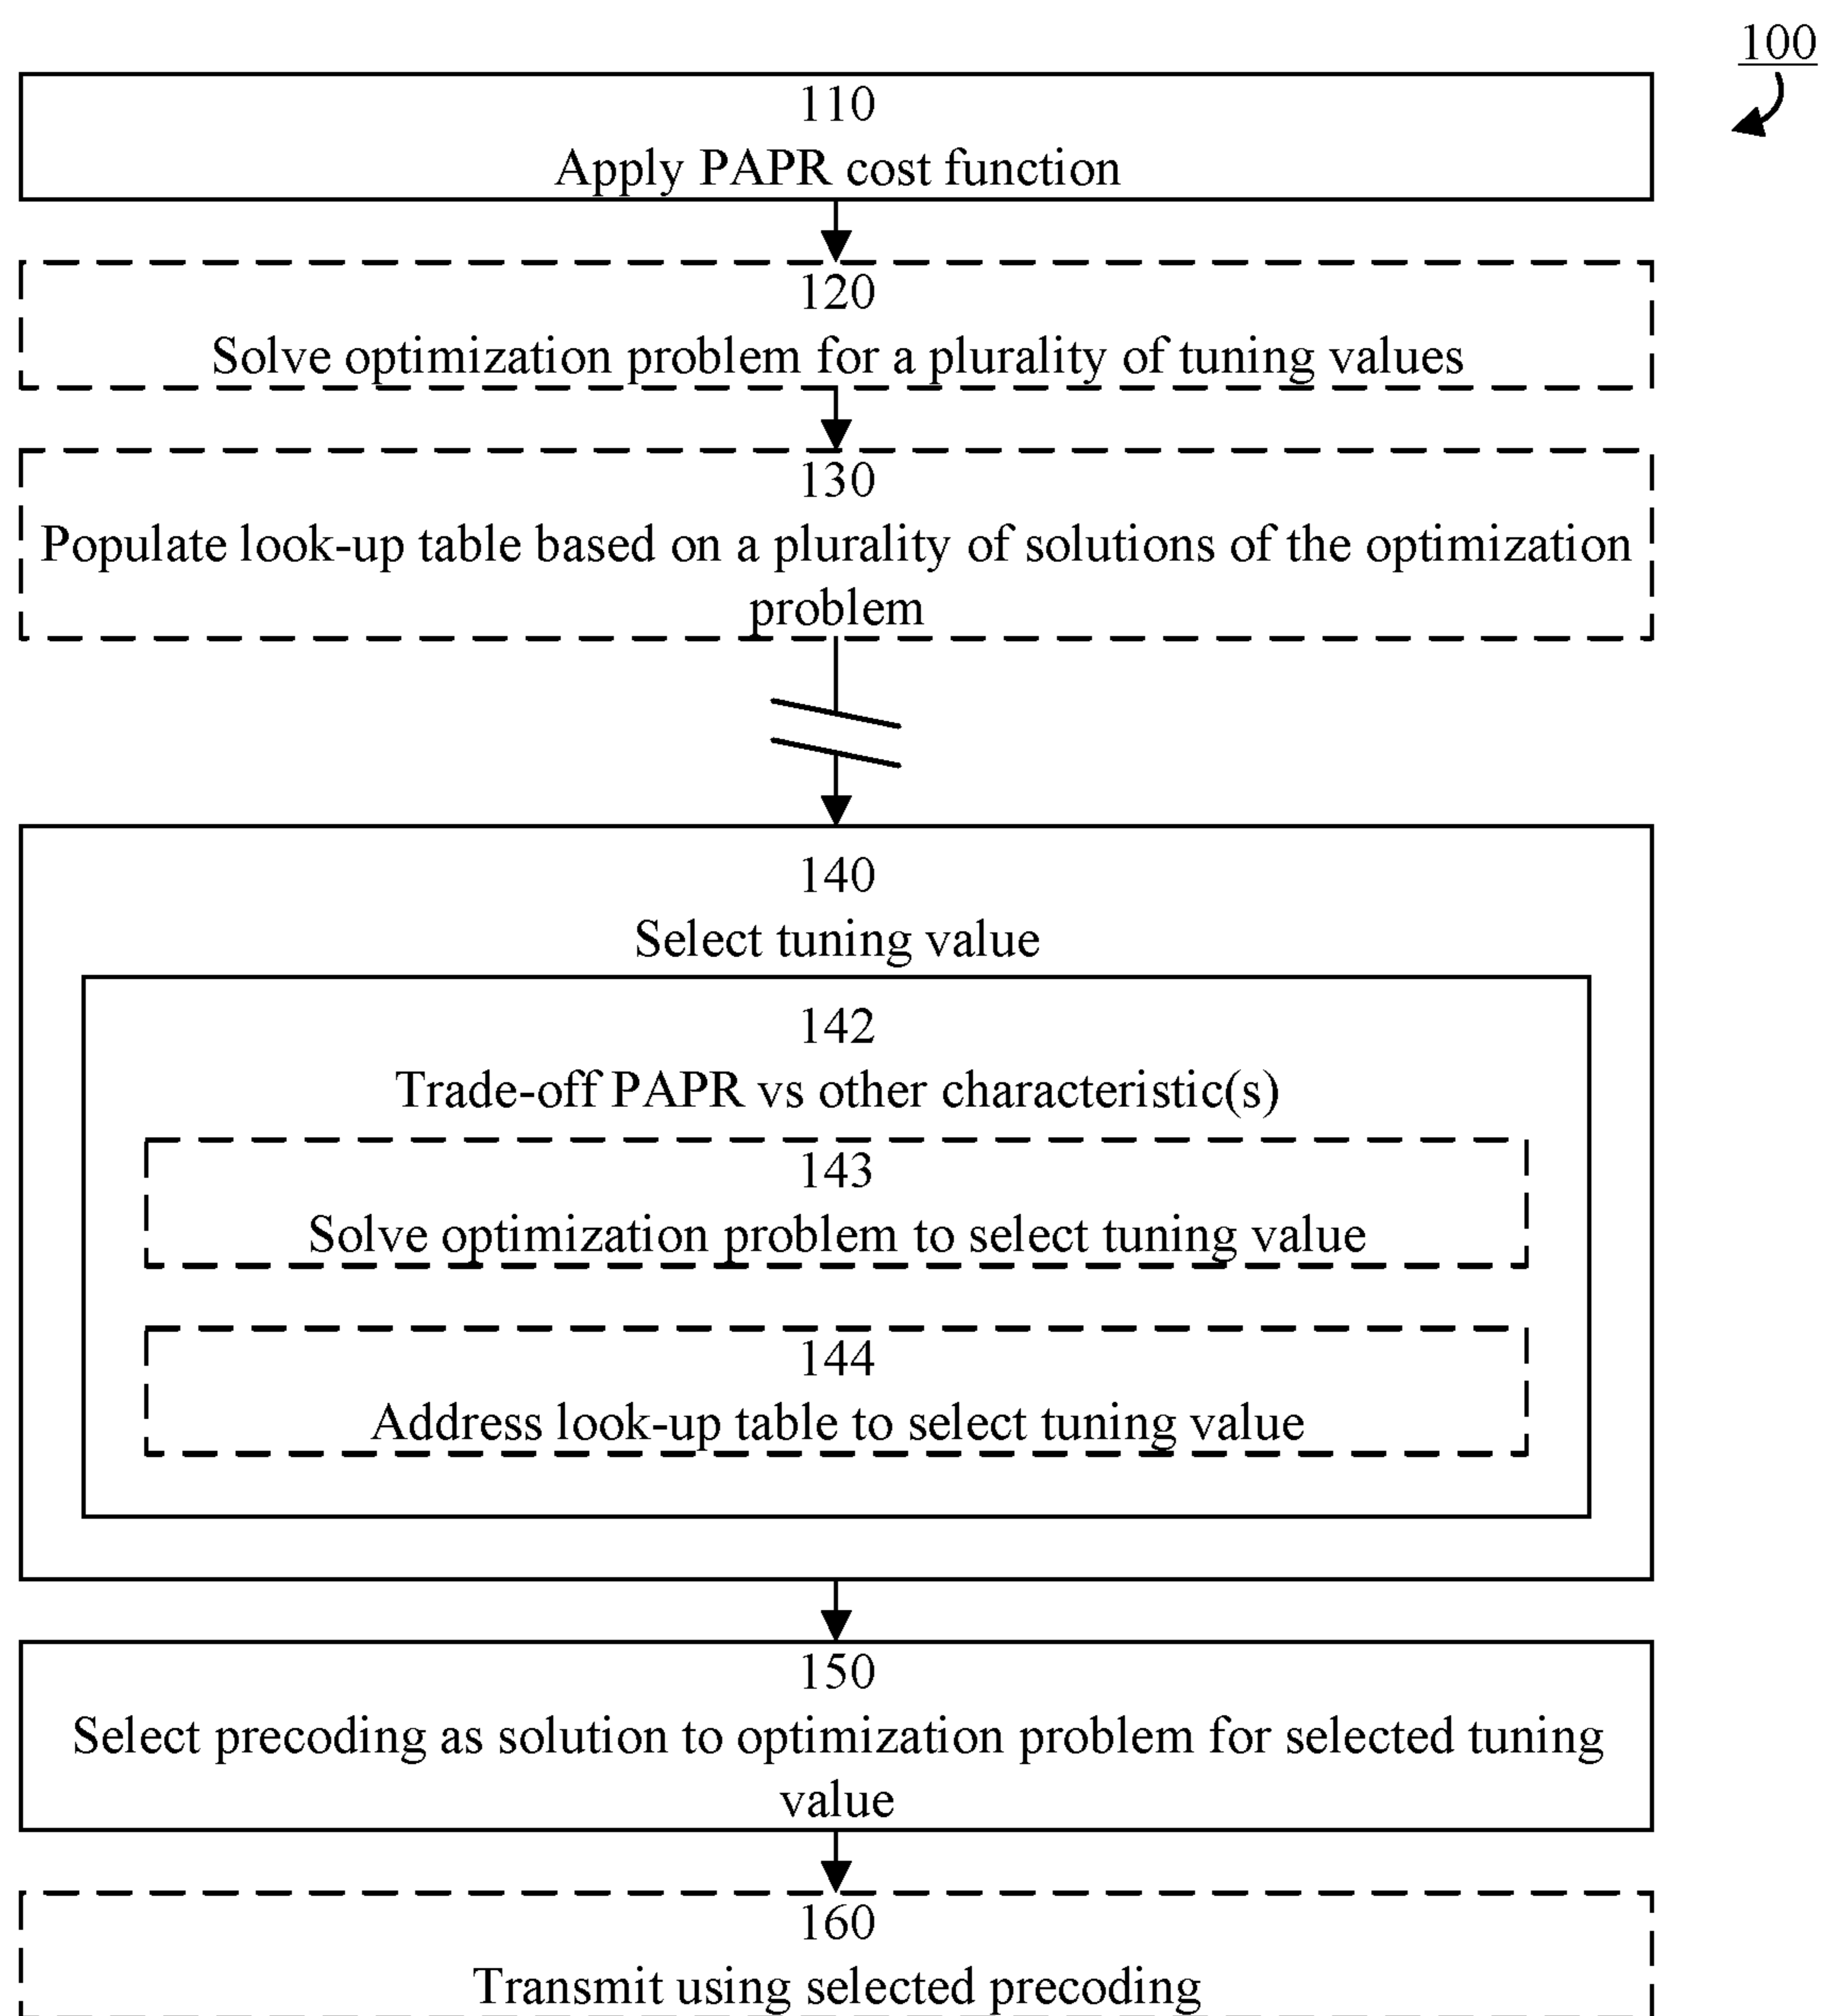 100
110
Apply PAPR cost function
120
Solve optimization problem for a plurality of tuning values
130
Populate look-up table based on a plurality of solutions of the optimization
problem
140
Select tuning value
142
Trade-off PAPR vs other characteristic(s)
143
Solve optimization problem to select tuning value
144
Address look-up table to select tuning value
150
Select precoding as solution to optimization problem for selected tuning
value
160
Transmit using selected precoding